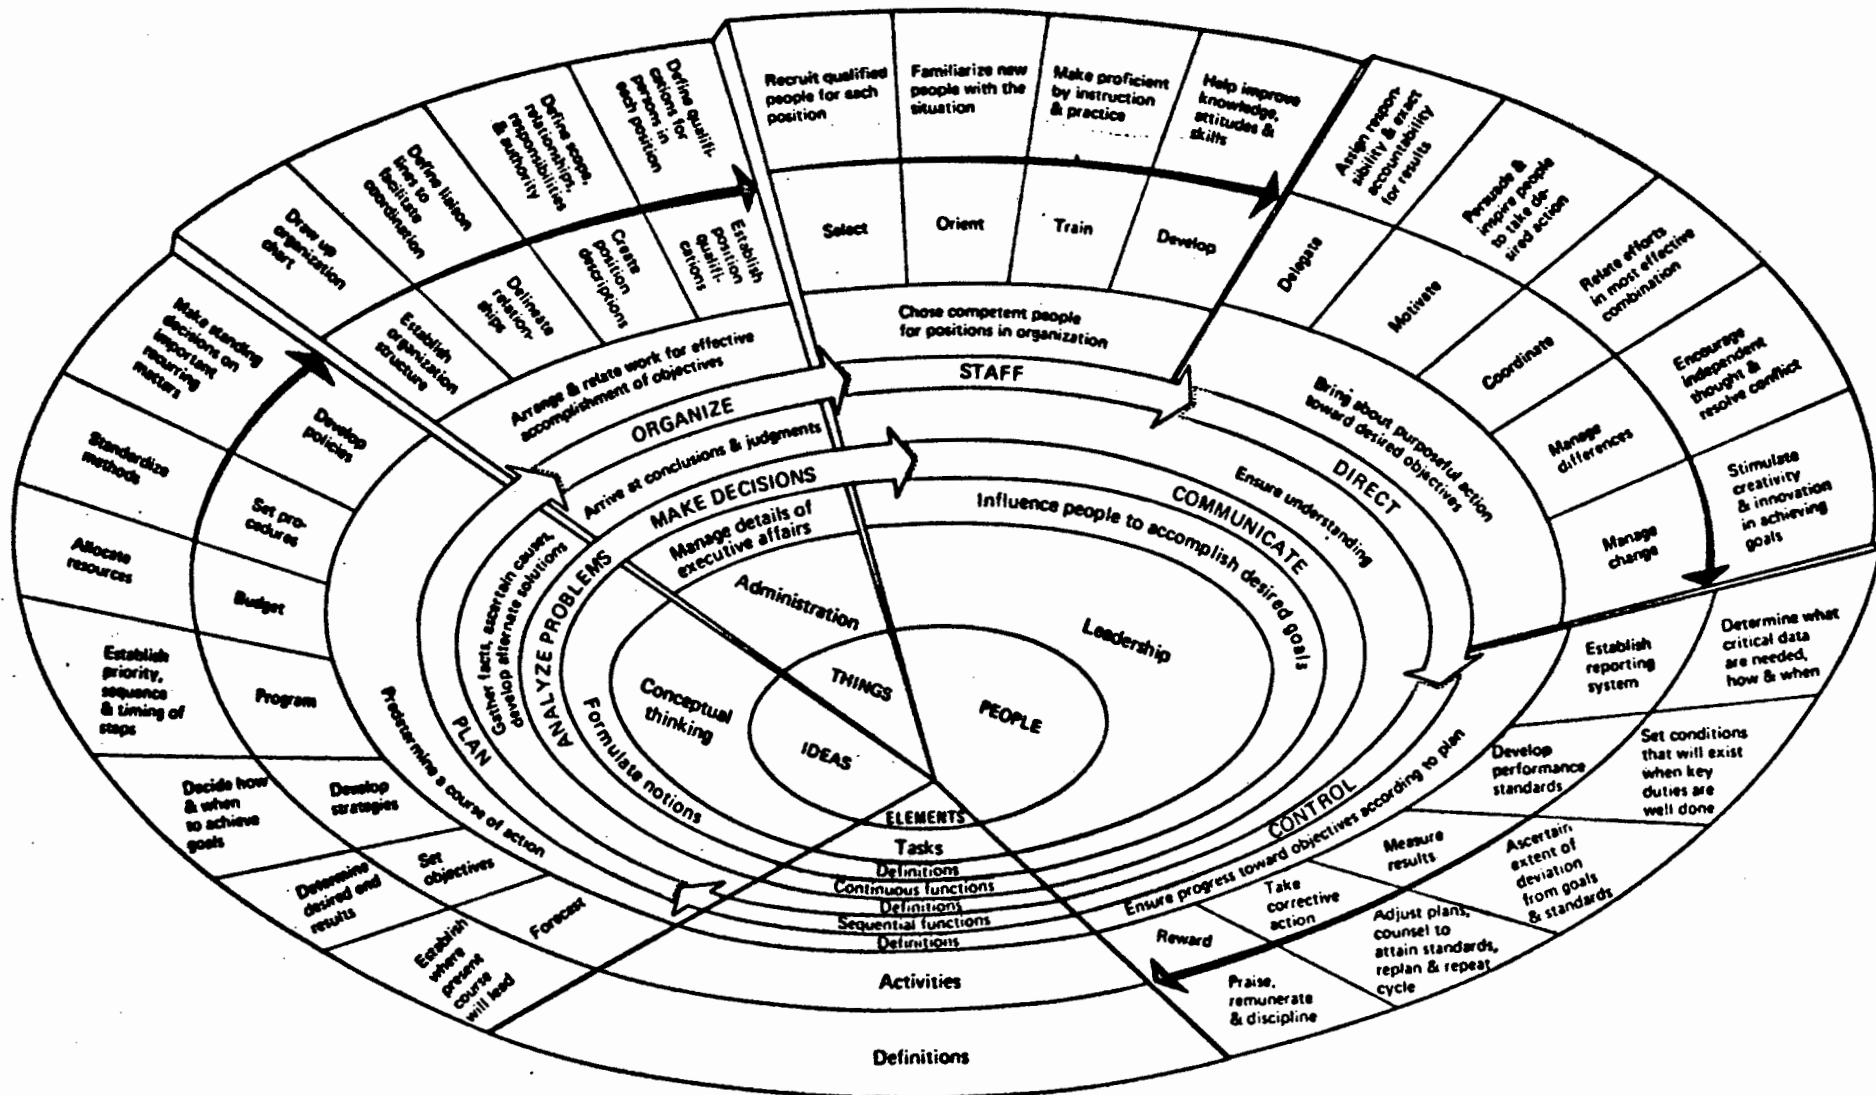 Recruit qualified
people for each
position
Familiarize new
people with the
situation
Make proficient
by instruction
& practice
Help improve
knowledge,
attitudes &
skills
Select
Orient
Train
Develop
Chose competent people
for positions in organization
STAFF
Assign respon-
sibility & exact
accountability
for results
Persuade &
inspire people
to take de-
sired action
Relate efforts
in most effective
combination
Encourage
independent
thought &
resolve conflict
Stimulate
creativity
& innovation
in achieving
goals
Delegate
Motivate
Coordinate
Manage
differences
Manage
change
Bring about purposeful action
toward desired objectives
DIRECT
Determine what
critical data
are needed,
how & when
Set conditions
that will exist
when key
duties are
well done
Ascertain
extent of
deviation
from goals
& standards
Adjust plans,
counsel to
attain standards,
replan & repeat
cycle
Praise,
remunerate
& discipline
Establish
reporting
system
Develop
performance
standards
Measure
results
Take
corrective
action
Reward
Ensure progress toward objectives according to plan
CONTROL
Establish
where
present
course
will lead
Determine
desired end
results
Decide how
& when
to achieve
goals
Establish
priority,
sequence
& timing of
steps
Allocate
resources
Standardize
methods
Make standing
decisions on
important
recurring
matters
Forecast
Set
objectives
Develop
strategies
Program
Budget
Set pro-
cedures
Develop
policies
Predetermine a course of action
PLAN
Draw up
organization
chart
Define liaison
lines to
facilitate
coordination
Define scope,
relationships,
responsibilities
& authority
Define qualifi-
cations for
persons in
each position
Establish
organization
structure
Delineate
relation-
ships
Create
position
descriptions
Establish
position
qualifi-
cations
Arrange & relate work for effective
accomplishment of objectives
ORGANIZE
Gather facts, ascertain causes,
develop alternate solutions
ANALYZE PROBLEMS
Arrive at conclusions & judgments
MAKE DECISIONS
Ensure understanding
COMMUNICATE
Formulate notions
Manage details of
executive affairs
Influence people to accomplish desired goals
Conceptual
thinking
Administration
Leadership
IDEAS
THINGS
PEOPLE
ELEMENTS
Tasks
Definitions
Continuous functions
Definitions
Sequential functions
Definitions
Activities
Definitions